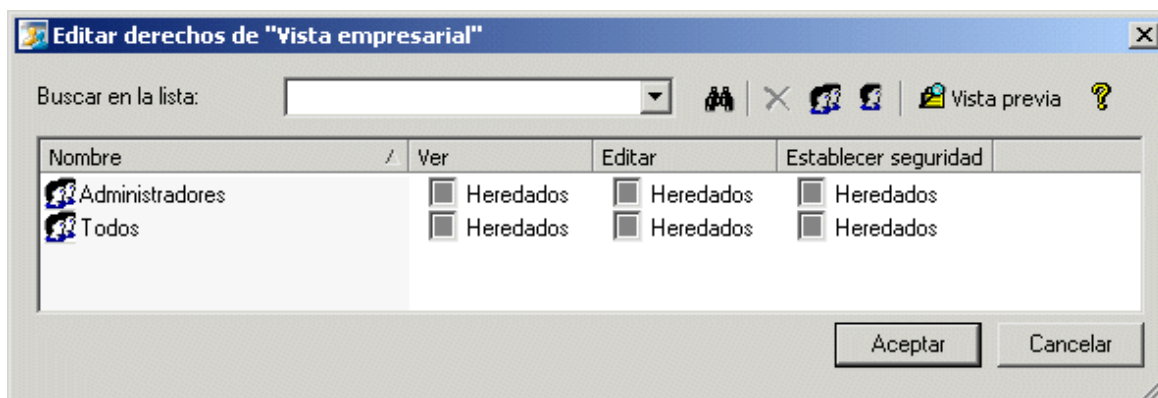 Editar derechos de "Vista empresarial"
Buscar en la lista:
Vista previa
Nombre Ver Editar Establecer seguridad
Administradores Heredados Heredados Heredados
Todos Heredados Heredados Heredados
Aceptar Cancelar